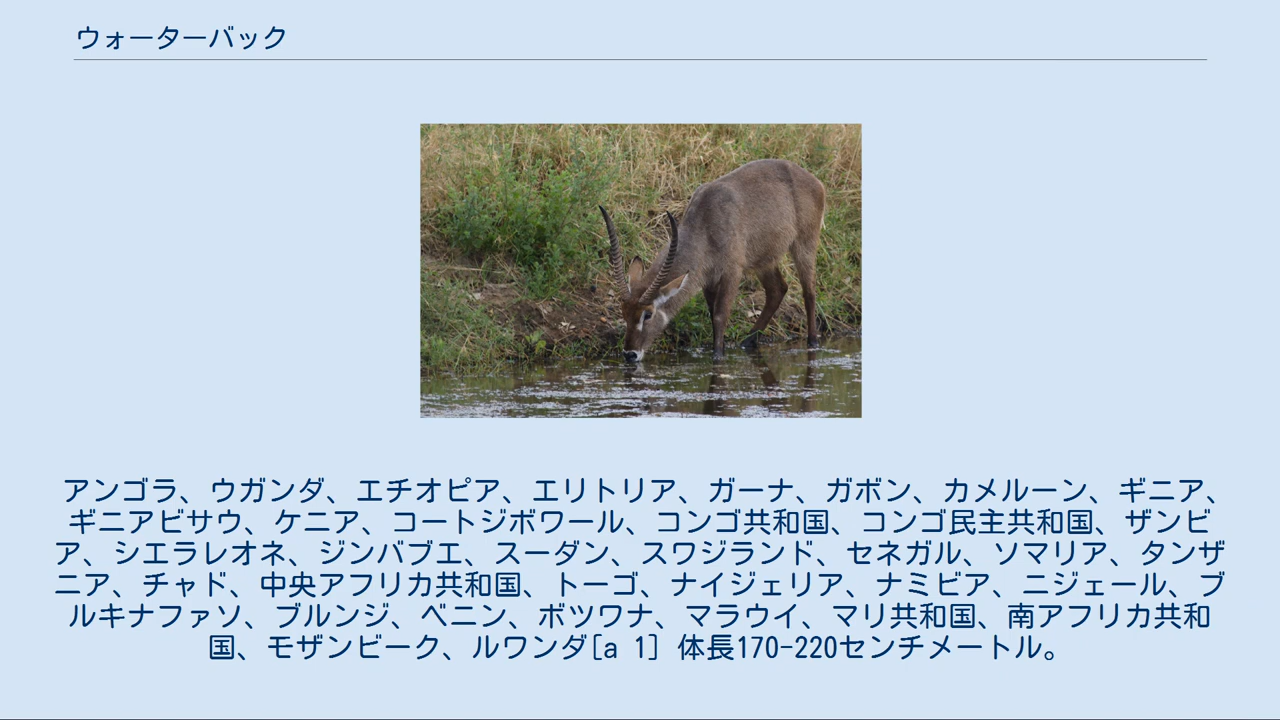 ウォーターバック
アンゴラ、ウガンダ、エチオピア、エリトリア、ガーナ、ガボン、カメルーン、ギニア、
ギニアビサウ、ケニア、コートジボワール、コンゴ共和国、コンゴ民主共和国、ザンビ
ア、シエラレオネ、ジンバブエ、スーダン、スワジランド、セネガル、ソマリア、タンザ
ニア、チャド、中央アフリカ共和国、トーゴ、ナイジェリア、ナミビア、ニジェール、ブ
ルキナファソ、ブルンジ、ベニン、ボツワナ、マラウイ、マリ共和国、南アフリカ共和
国、モザンビーク、ルワンダ[a 1] 体長170-220センチメートル。